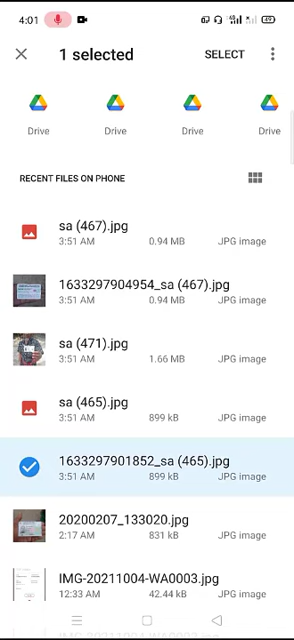 4:01
69
1 selected
SELECT
Drive Drive Drive Drive
RECENT FILES ON PHONE
sa (467).jpg
3:51 AM 0.94 MB JPG image
1633297904954_sa (467).jpg
3:51 AM 0.94 MB JPG image
sa (471).jpg
3:51 AM 1.66 MB JPG image
sa (465).jpg
3:51 AM 899 kB JPG image
1633297901852_sa (465).jpg
3:51 AM 899 kB JPG image
20200207_133020.jpg
2:17 AM 831 kB JPG image
IMG-20211004-WA0003.jpg
12:33 AM 42.44 kB JPG image